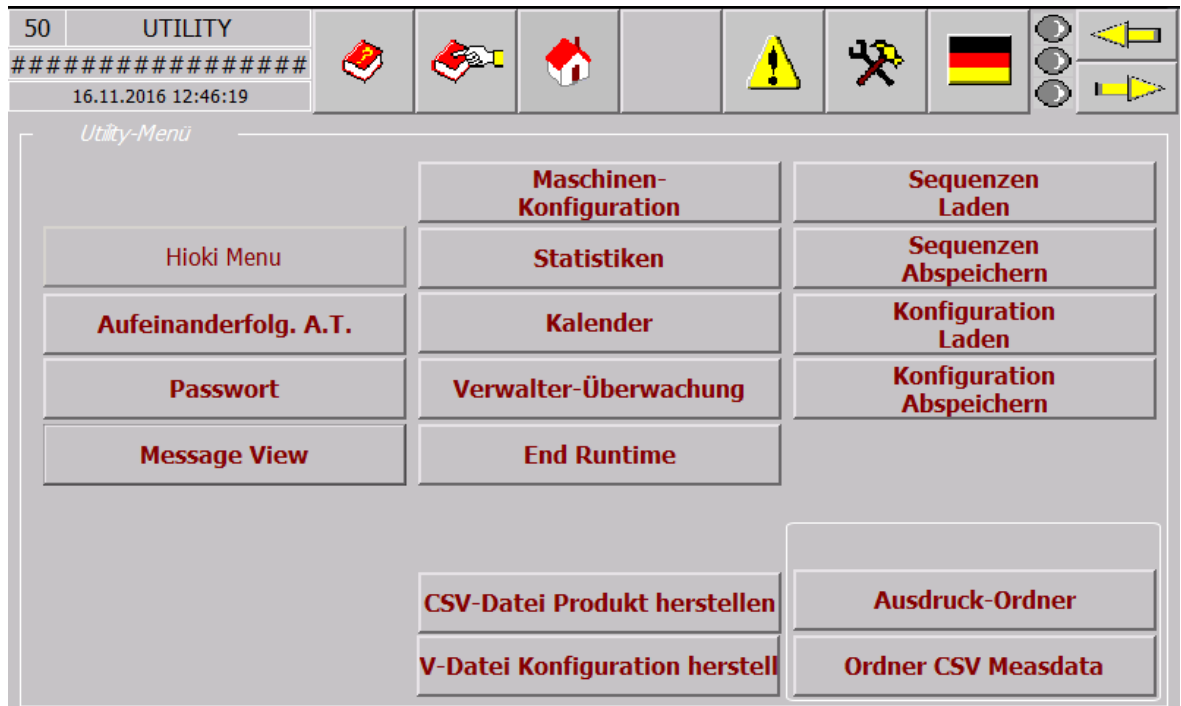 50 UTILITY
#################
16.11.2016 12:46:19
Utility-Menü
Maschinen-
Konfiguration
Sequenzen
Laden
Hioki Menu
Statistiken
Sequenzen
Abspeichern
Aufeinanderfolg. A.T.
Kalender
Konfiguration
Laden
Passwort
Verwalter-Überwachung
Konfiguration
Abspeichern
Message View
End Runtime
CSV-Datei Produkt herstellen
Ausdruck-Ordner
V-Datei Konfiguration herstell
Ordner CSV Measdata